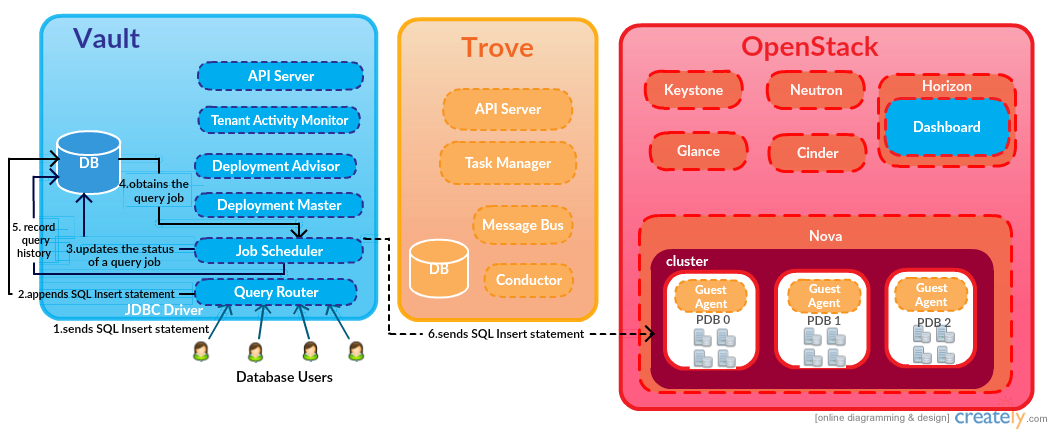 Vault
API Server
Tenant Activity Monitor
DB
Deployment Advisor
4.obtains the
query job
Deployment Master
5. record
query
history
3.updates the status
of a query job
Job Scheduler
2.appends SQL Insert statement
Query Router
JDBC Driver
1.sends SQL Insert statement
Database Users
Trove
API Server
Task Manager
Message Bus
DB
Conductor
6.sends SQL Insert statement
OpenStack
Keystone
Neutron
Horizon
Dashboard
Glance
Cinder
Nova
cluster
Guest
Agent
PDB 0
Guest
Agent
PDB 1
Guest
Agent
PDB 2
[online diagramming & design] creately.com